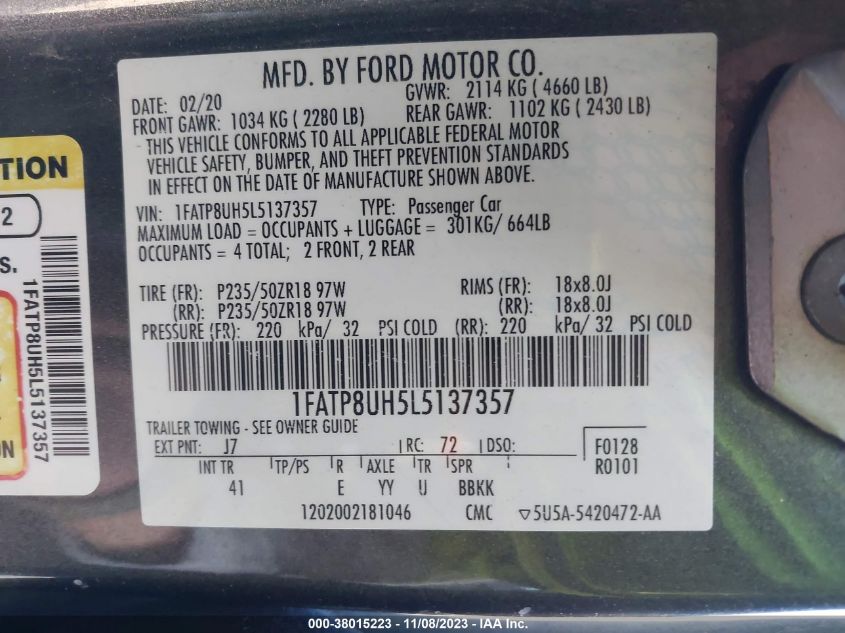 MFD. BY FORD MOTOR CO.
DATE: 02/20
GVWR: 2114 KG ( 4660 LB)
FRONT GAWR: 1034 KG ( 2280 LB)
REAR GAWR: 1102 KG ( 2430 LB)
THIS VEHICLE CONFORMS TO ALL APPLICABLE FEDERAL MOTOR
VEHICLE SAFETY, BUMPER, AND THEFT PREVENTION STANDARDS
IN EFFECT ON THE DATE OF MANUFACTURE SHOWN ABOVE.
VIN: 1FATP8UH5L5137357 TYPE: Passenger Car
MAXIMUM LOAD = OCCUPANTS + LUGGAGE = 301KG/ 664LB
OCCUPANTS = 4 TOTAL; 2 FRONT, 2 REAR
TIRE (FR): P235/50ZR18 97W RIMS (FR): 18x8.0J
(RR): P235/50ZR18 97W (RR): 18x8.0J
PRESSURE (FR): 220 kPa/ 32 PSI COLD (RR): 220 kPa/ 32 PSI COLD
1FATP8UH5L5137357
TRAILER TOWING - SEE OWNER GUIDE
EXT PNT: J7 RC: 72 DSO: F0128
R0101
INT TR TP/PS R AXLE TR SPR
41 E YY U BBKK
1202002181046 CMC ▽5U5A-5420472-AA
TION
2
S.
1FATP8UH5L5137357
ON
000-38015223 - 11/08/2023 - IAA Inc.